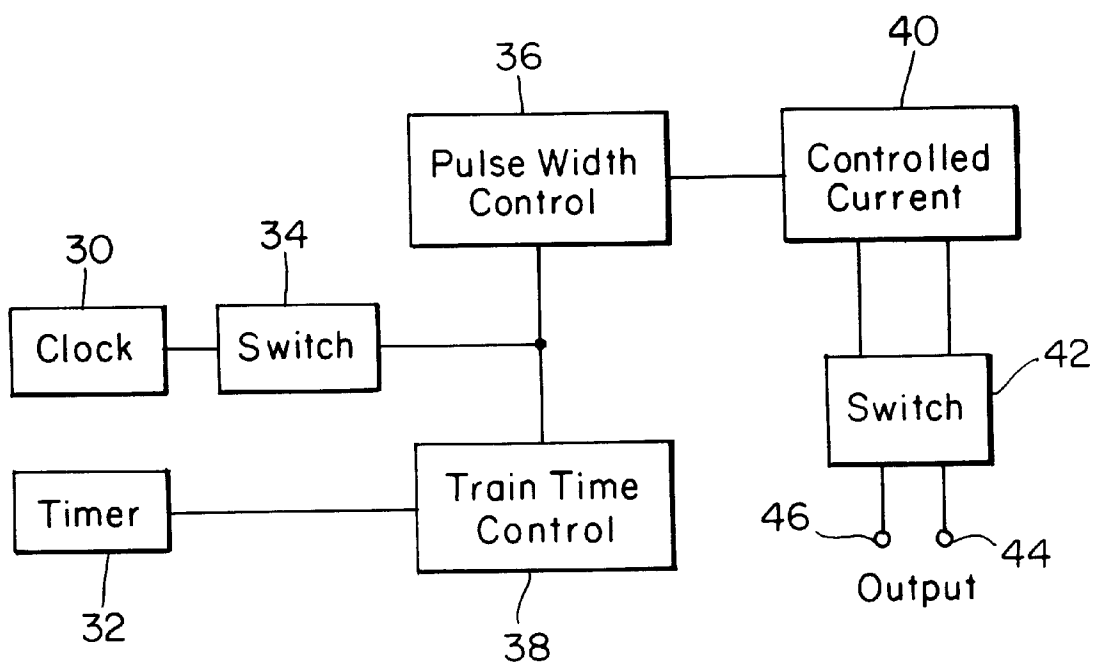 40
36
Controlled
Current
Pulse Width
Control
34
30
Clock
Switch
42
Switch
Timer
Train Time
Control
46
44
Output
32
38